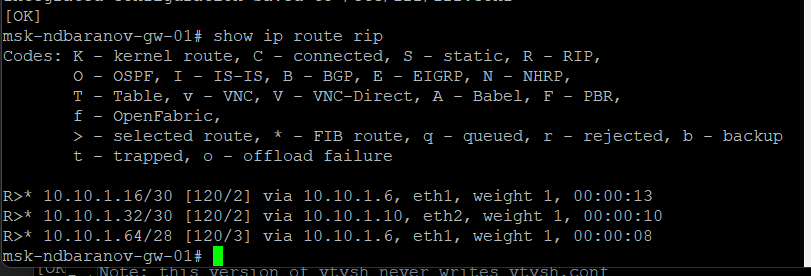 [OK]
msk-ndbaranov-gw-01# show ip route rip
Codes: K - kernel route, C - connected, S - static, R - RIP,
       O - OSPF, I - IS-IS, B - BGP, E - EIGRP, N - NHRP,
       T - Table, v - VNC, V - VNC-Direct, A - Babel, F - PBR,
       f - OpenFabric,
       > - selected route, * - FIB route, q - queued, r - rejected, b - backup
       t - trapped, o - offload failure

R>* 10.10.1.16/30 [120/2] via 10.10.1.6, eth1, weight 1, 00:00:13
R>* 10.10.1.32/30 [120/2] via 10.10.1.10, eth2, weight 1, 00:00:10
R>* 10.10.1.64/28 [120/3] via 10.10.1.6, eth1, weight 1, 00:00:08
msk-ndbaranov-gw-01#
[OK] Note: this version of vtysh never writes vtysh.conf